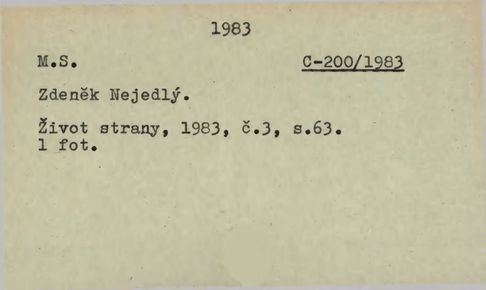 1983
M.S. C-200/1983
Zdeněk Nejedlý.
Život strany, 1983, č.3, s.63.
1 fot.